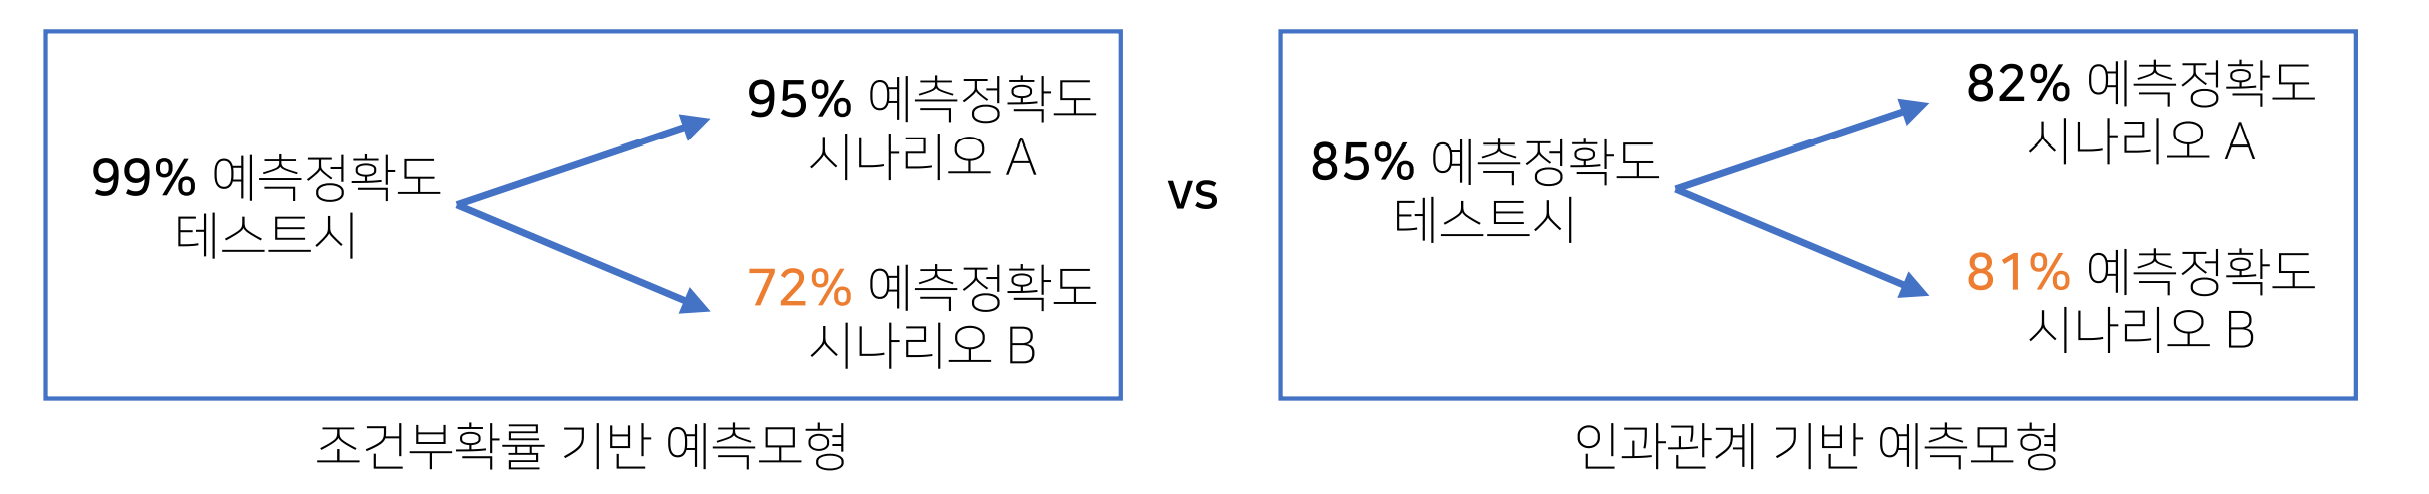 99% 예측정확도
테스트시
95% 예측정확도
시나리오 A
72% 예측정확도
시나리오 B
조건부확률 기반 예측모형
vs
85% 예측정확도
테스트시
82% 예측정확도
시나리오 A
81% 예측정확도
시나리오 B
인과관계 기반 예측모형